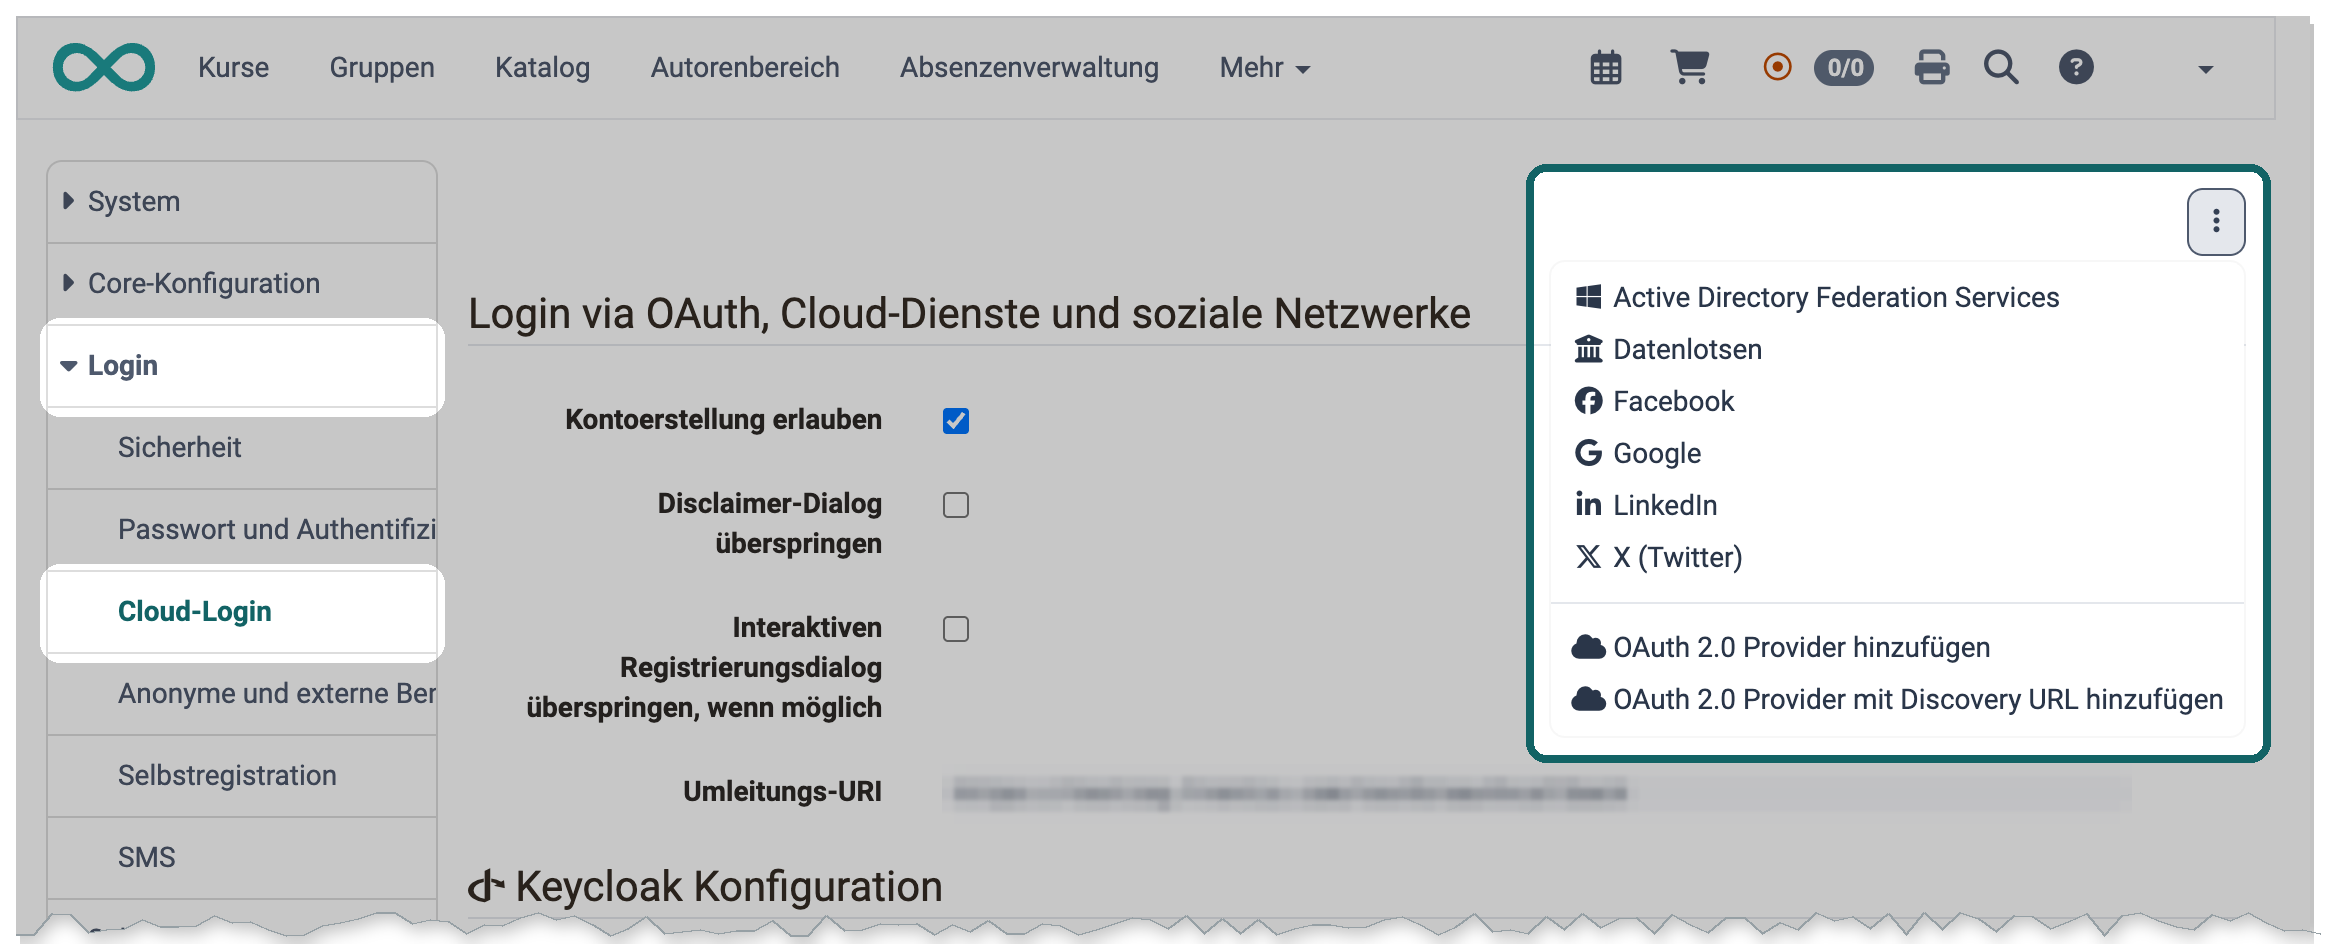 Kurse Gruppen Katalog Autorenbereich Absenzenverwaltung Mehr 0/0 ?
System
Core-Konfiguration
Login
Sicherheit
Passwort und Authentifizi
Cloud-Login
Anonyme und externe Ber
Selbstregistration
SMS
Login via OAuth, Cloud-Dienste und soziale Netzwerke
Kontoerstellung erlauben
Disclaimer-Dialog
überspringen
Interaktiven
Registrierungsdialog
überspringen, wenn möglich
Umleitungs-URI
Keycloak Konfiguration
Active Directory Federation Services
Datenlotsen
Facebook
Google
LinkedIn
X (Twitter)
OAuth 2.0 Provider hinzufügen
OAuth 2.0 Provider mit Discovery URL hinzufügen